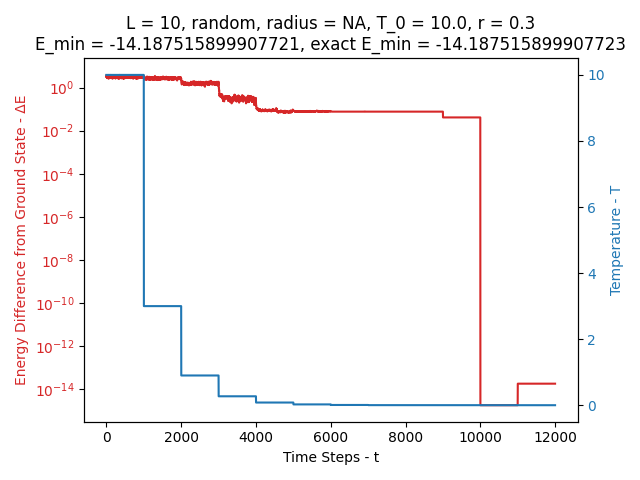 L = 10, random, radius = NA, T_0 = 10.0, r = 0.3
E_min = -14.187515899907721, exact E_min = -14.187515899907723
Energy Difference from Ground State - ΔE
10^0
10^-2
10^-4
10^-6
10^-8
10^-10
10^-12
10^-14
10
8
6
4
2
0
Temperature - T
0 2000 4000 6000 8000 10000 12000
Time Steps - t